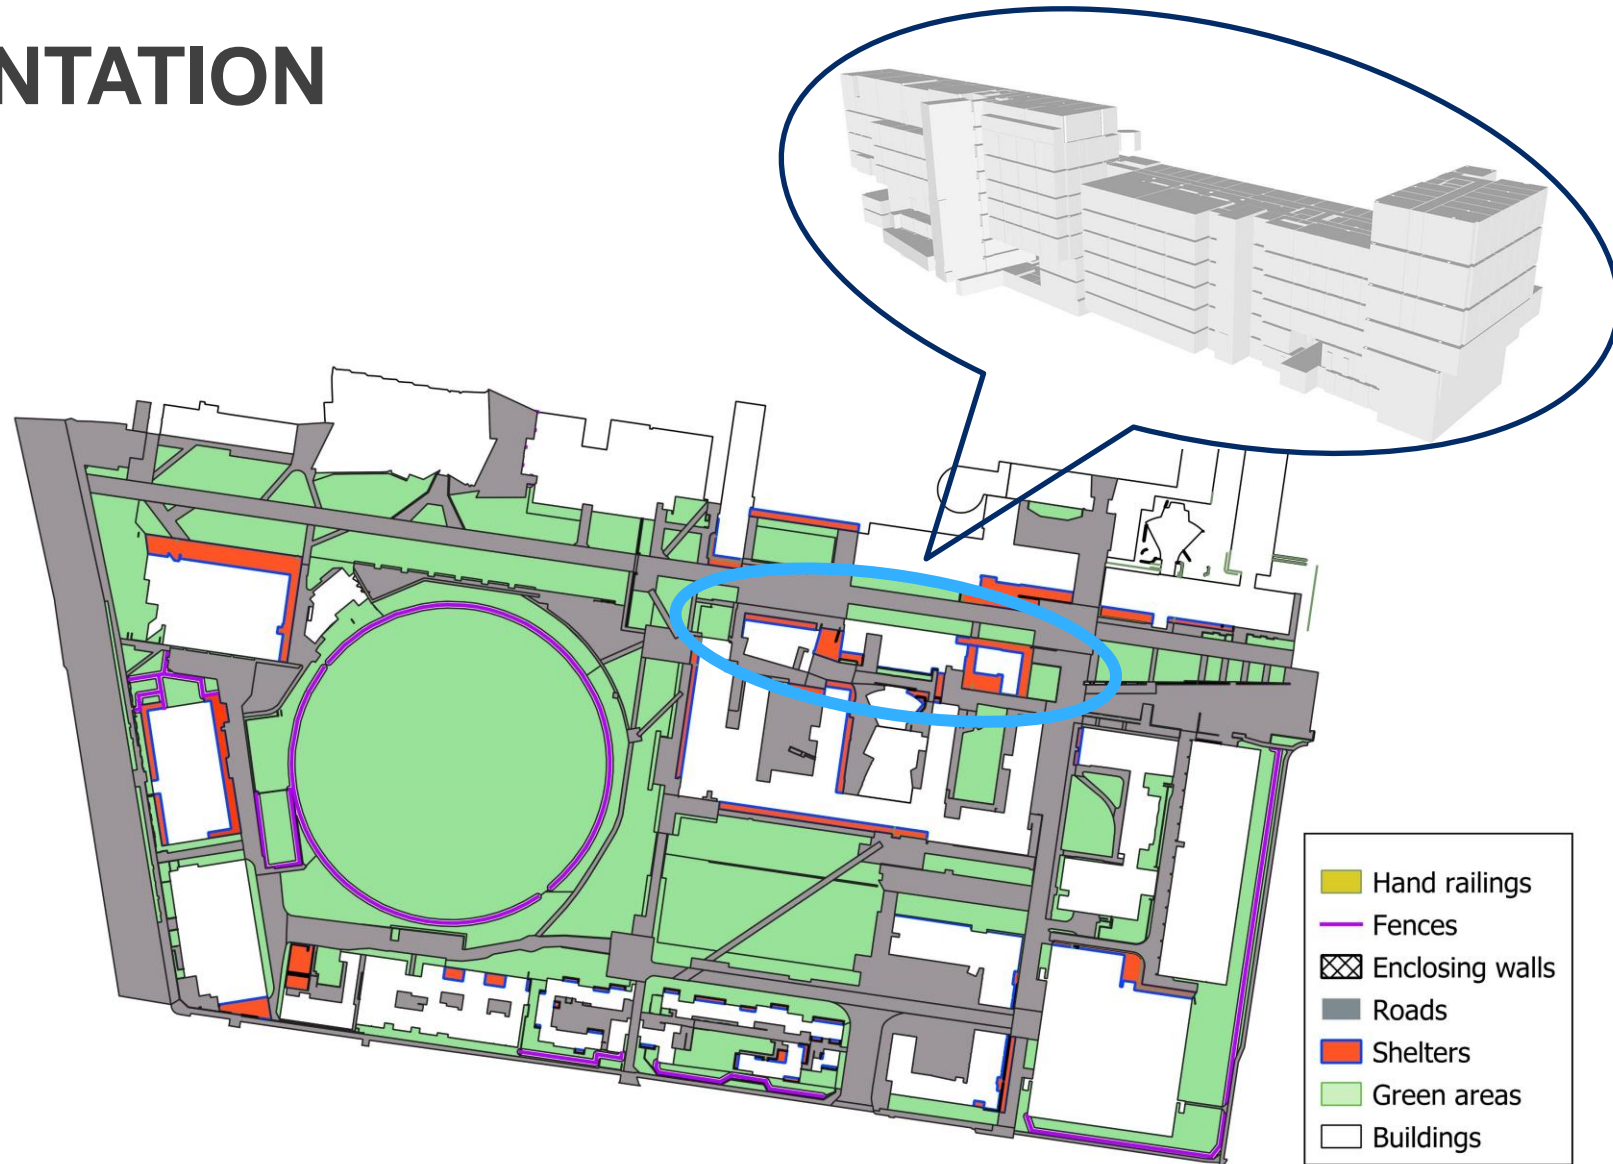 NTATION
Hand railings
Fences
Enclosing walls
Roads
Shelters
Green areas
Buildings